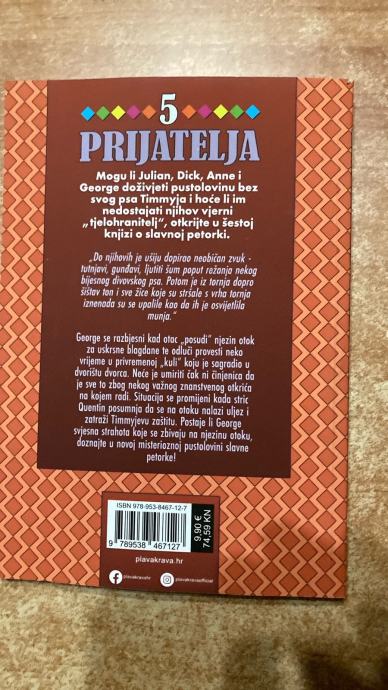 5
PRIJATELJA
Mogu li Julian, Dick, Anne i
George doživjeti pustolovinu bez
svog psa Timmyja i hoće li im
nedostajati njihov vjerni
„tjelohranitelj", otkrijte u šestoj
knjizi o slavnoj petorki.
„Do njihovih je ušiju dopirao neobičan zvuk -
tutnjavi, gunđavi, ljutiti šum poput režanja nekog
bijesnog divovskog psa. Potom je iz tornja dopro
šištav ton i sve žice koje su stršale s vrha tornja
iznenada su se upalile kao da ih je osvijetlila
munja."
George se razbjesni kad otac „posudi" njezin otok
za uskrsne blagdane te odluči provesti neko
vrijeme u privremenoj „kuli" koju je sagradio u
dvorištu dvorca. Neće je umiriti čak ni činjenica da
je sve to zbog nekog važnog znanstvenog otkrića
na kojem radi. Situacija se promijeni kada stric
Quentin posumnja da se na otoku nalazi uljez i
zatraži Timmyjevu zaštitu. Postaje li George
svjesna strahota koje se zbivaju na njezinu otoku,
doznajte u novoj misterioznoj pustolovini slavne
petorke!
ISBN 978-953-8467-12-7
9 789538 467127
9,90 €
74,59 KN
plavakrava.hr
plavakravahr
plavakravaofficial